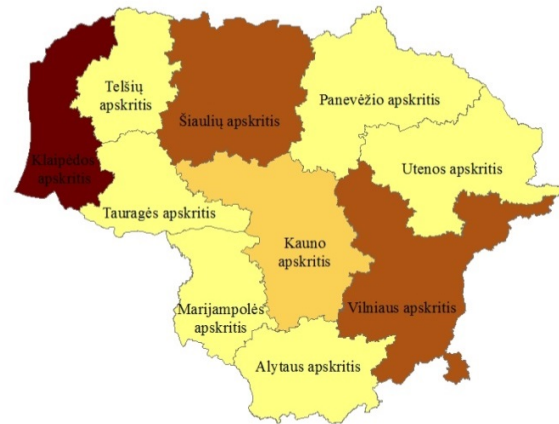 Telšių
apskritis
Šiaulių apskritis
Panevėžio apskritis
Klaipėdos
apskritis
Utenos apskritis
Tauragės apskritis
Kauno
apskritis
Marijampolės
apskritis
Vilniaus apskritis
Alytaus apskritis